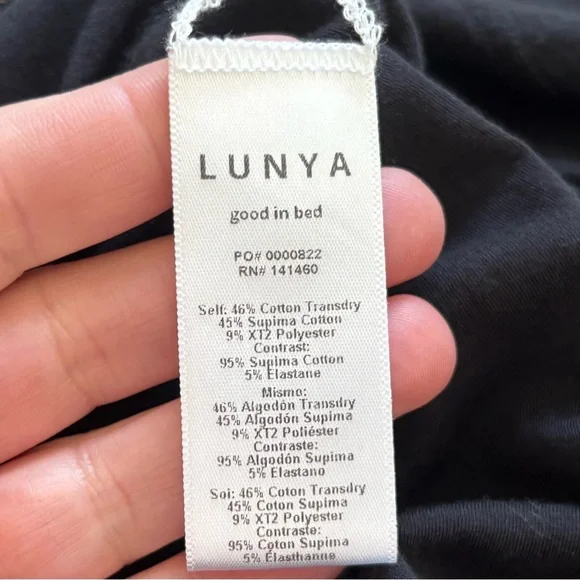 LUNYA
good in bed
PO# 0000822
RN# 141460
Self: 46% Cotton Transdry
45% Supima Cotton
9% XT2 Polyester
Contrast:
95% Supima Cotton
5% Elastane
Mismo:
46% Algodón Transdry
45% Algodón Supima
9% XT2 Poliéster
Contraste:
95% Algodón Supima
5% Elastano
Soi: 46% Coton Transdry
45% Coton Supima
9% XT2 Polyester
Contraste:
95% Coton Supima
5% Élasthanne